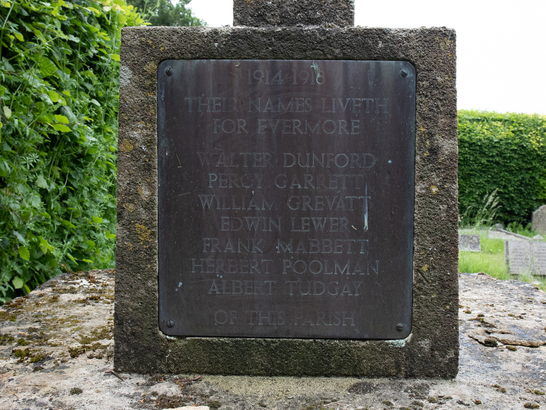 1914-1918
THEIR NAMES LIVETH
FOR EVERMORE
WALTER DUNFORD
PERCY GARRETT
WILLIAM GREVATT
EDWIN LEWER
FRANK MABBETT
HERBERT POOLMAN
ALBERT TUDGAY
OF THIS PARISH